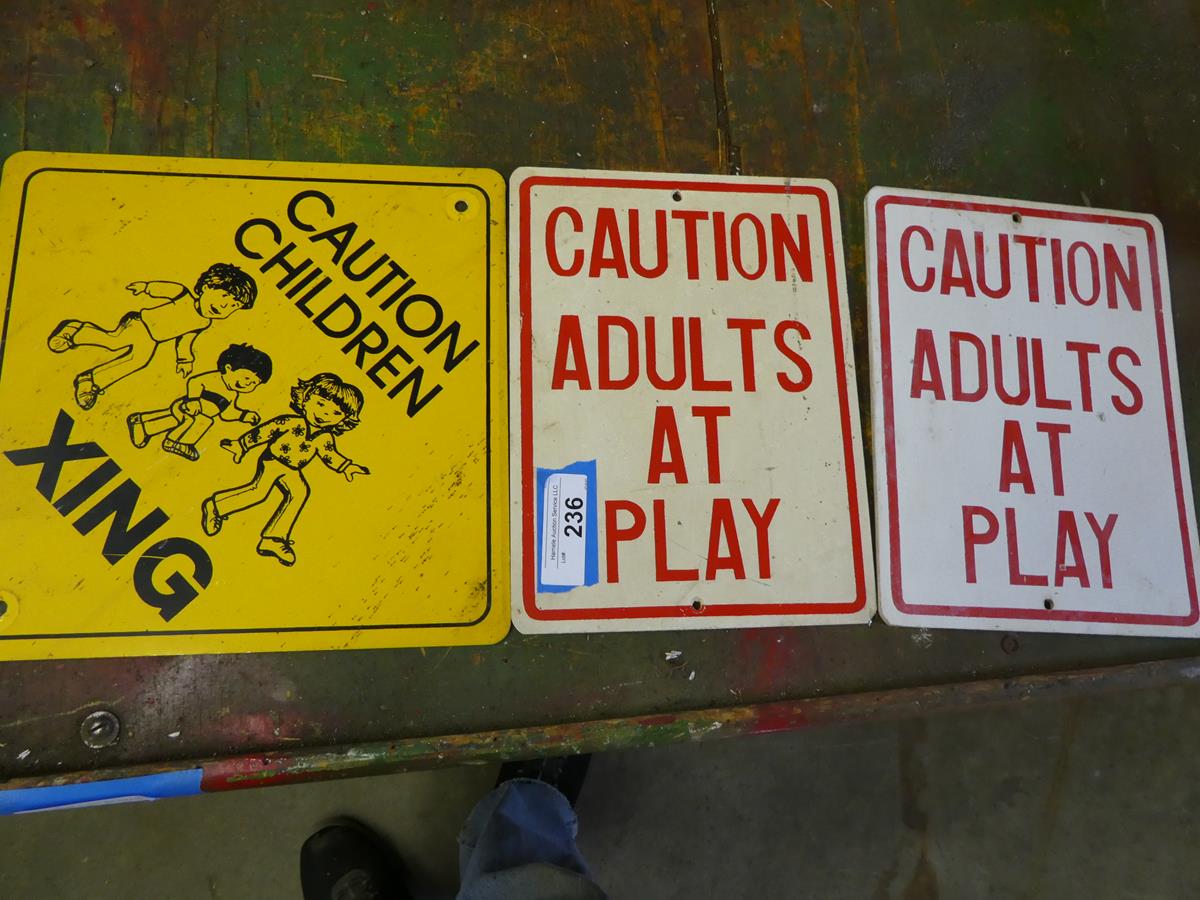 CAUTION
CHILDREN
XING
CAUTION
ADULTS
AT
PLAY
Hamele Auction Service LLC
Lot#
236
CAUTION
ADULTS
AT
PLAY